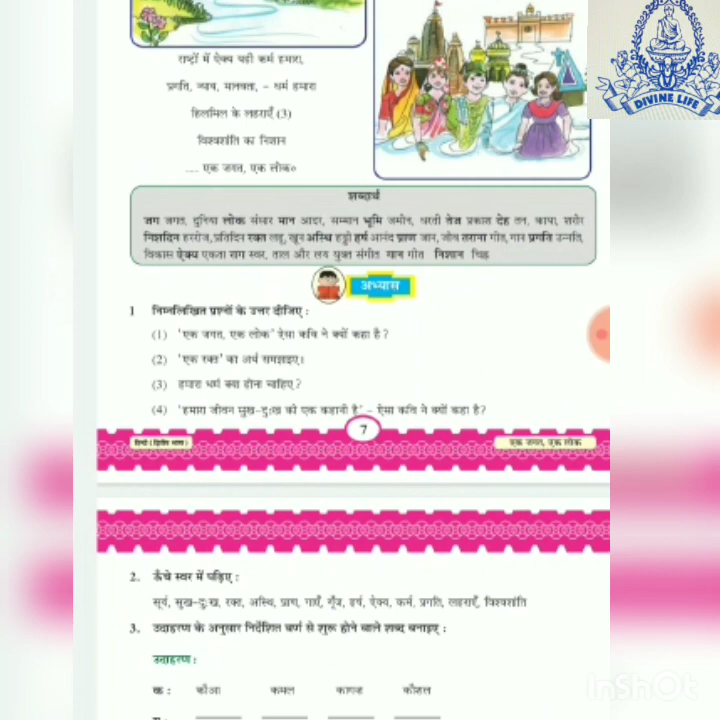 राष्ट्रों में ऐक्य यही कर्म हमारा,
प्रगति, न्याय, मानवता, – धर्म हमारा
हिलमिल के लहराएँ (3)
विश्वशांति का निशान
.... एक जगत, एक लोक०
DIVINE LIFE
शब्दार्थ
जग जगत, दुनिया लोक संसार मान आदर, सम्मान भूमि जमीन, धरती तेज प्रकाश देह तन, काया, शरीर
निशदिन हररोज,प्रतिदिन रक्त लहू, खून अस्थि हड्डी हर्ष आनंद प्राण जान, जीव तराना गीत, गान प्रगति उन्नति,
विकास ऐक्य एकता राग स्वर, ताल और लय युक्त संगीत गान गीत निशान चिह्न
अभ्यास
1 निम्नलिखित प्रश्नों के उत्तर दीजिए :
(1) 'एक जगत, एक लोक' ऐसा कवि ने क्यों कहा है ?
(2) 'एक रक्त' का अर्थ समझाइए।
(3) हमारा धर्म क्या होना चाहिए ?
(4) 'हमारा जीवन सुख-दुःख की एक कहानी है' – ऐसा कवि ने क्यों कहा है?
हिन्दी (द्वितीय भाषा)
7
एक जगत, एक लोक
2. ऊँचे स्वर में पढ़िए :
सूर्य, सुख-दुःख, रक्त, अस्थि, प्राण, गाएँ, गूँज, हर्ष, ऐक्य, कर्म, प्रगति, लहराएँ, विश्वशांति
3. उदाहरण के अनुसार निर्देशित वर्ण से शुरू होने वाले शब्द बनाइए :
उदाहरण :
क : कौआ कमल कागज कौशल
InShOt